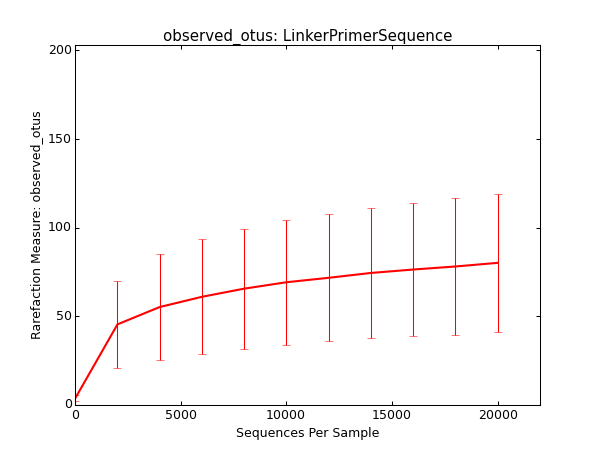 observed_otus: LinkerPrimerSequence
200
150
100
50
0
Rarefaction Measure: observed_otus
0 5000 10000 15000 20000
Sequences Per Sample